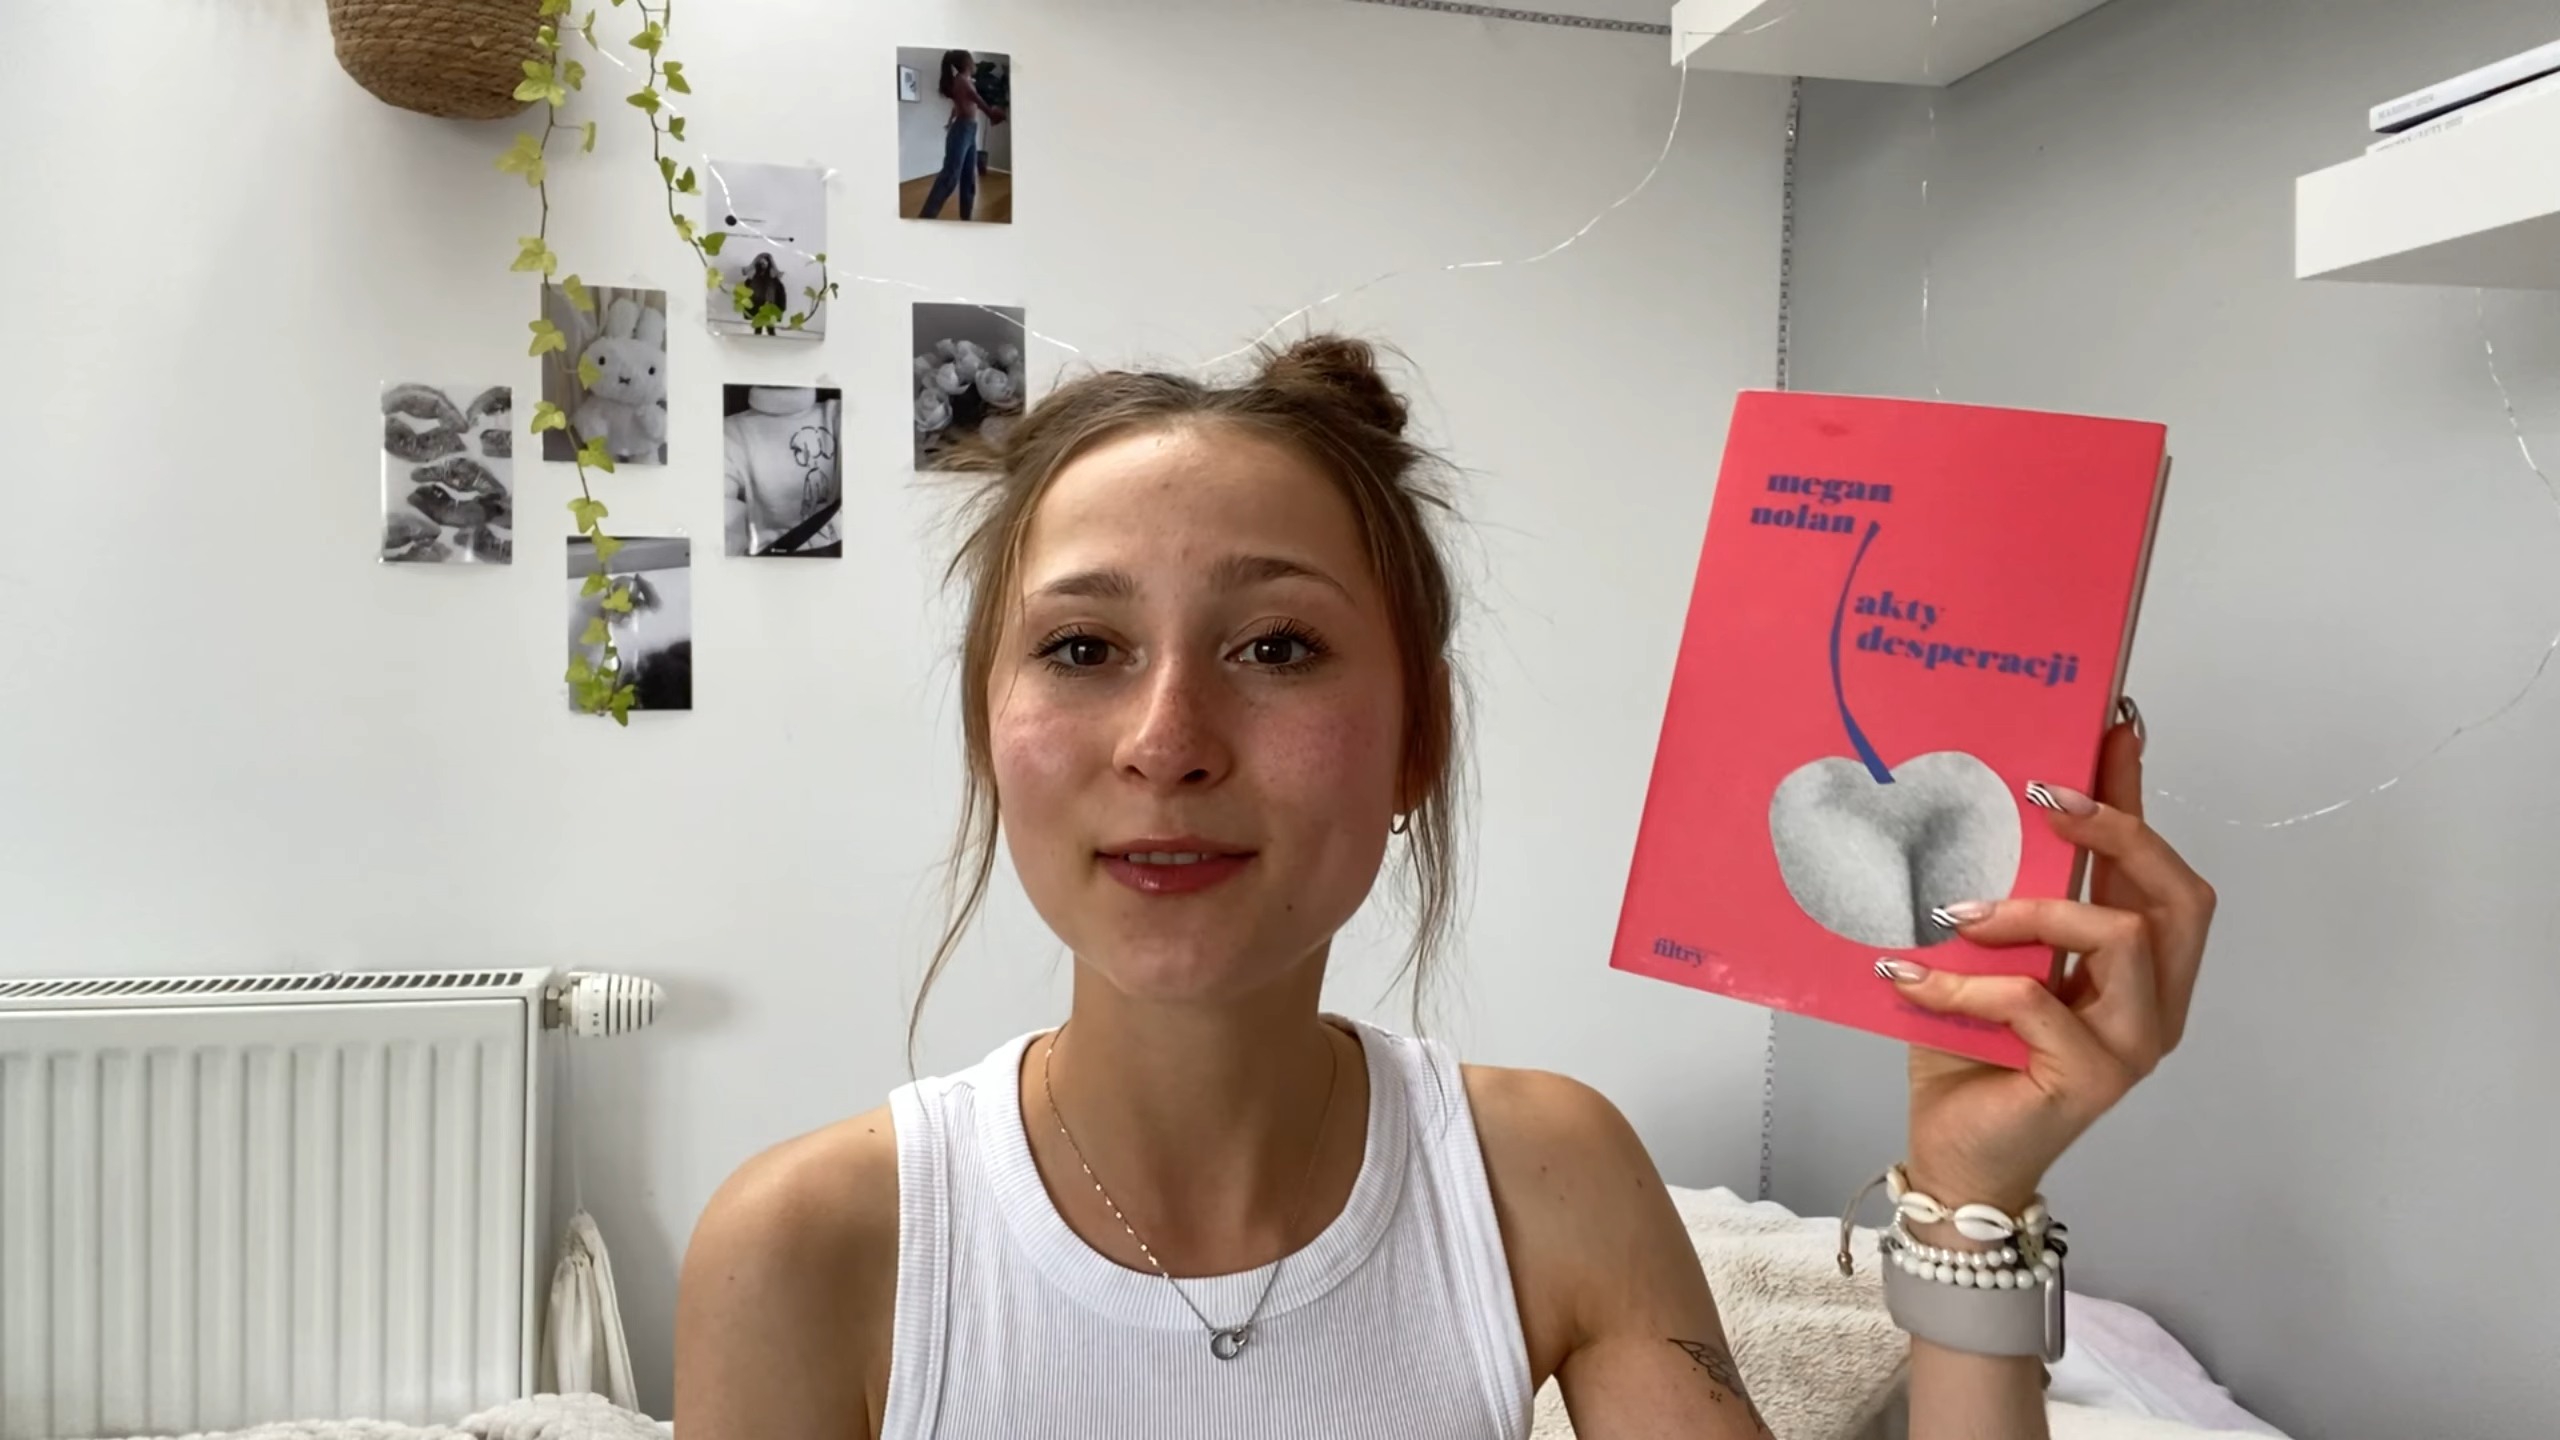 megan
nolan
akty
desperacji
filtry